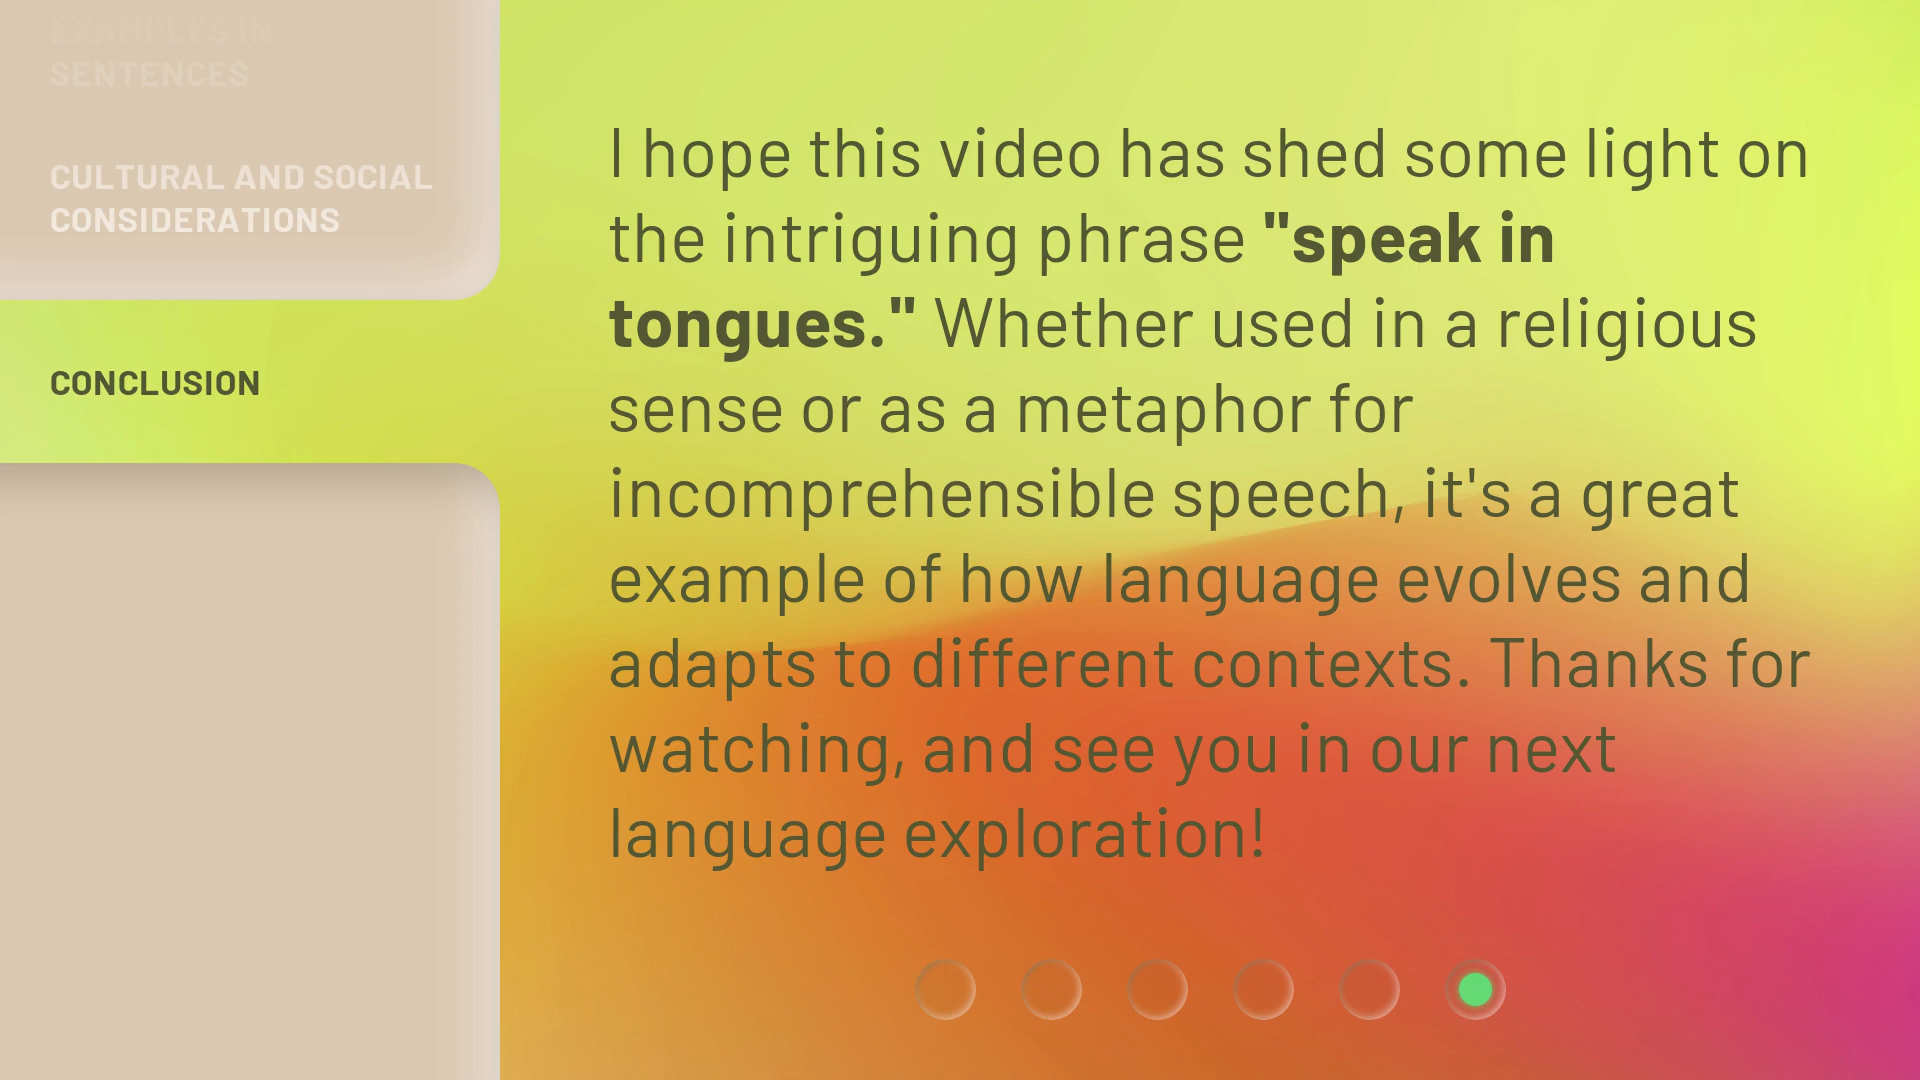 EXAMPLES IN
SENTENCES
CULTURAL AND SOCIAL
CONSIDERATIONS
CONCLUSION
I hope this video has shed some light on
the intriguing phrase "speak in
tongues." Whether used in a religious
sense or as a metaphor for
incomprehensible speech, it's a great
example of how language evolves and
adapts to different contexts. Thanks for
watching, and see you in our next
language exploration!